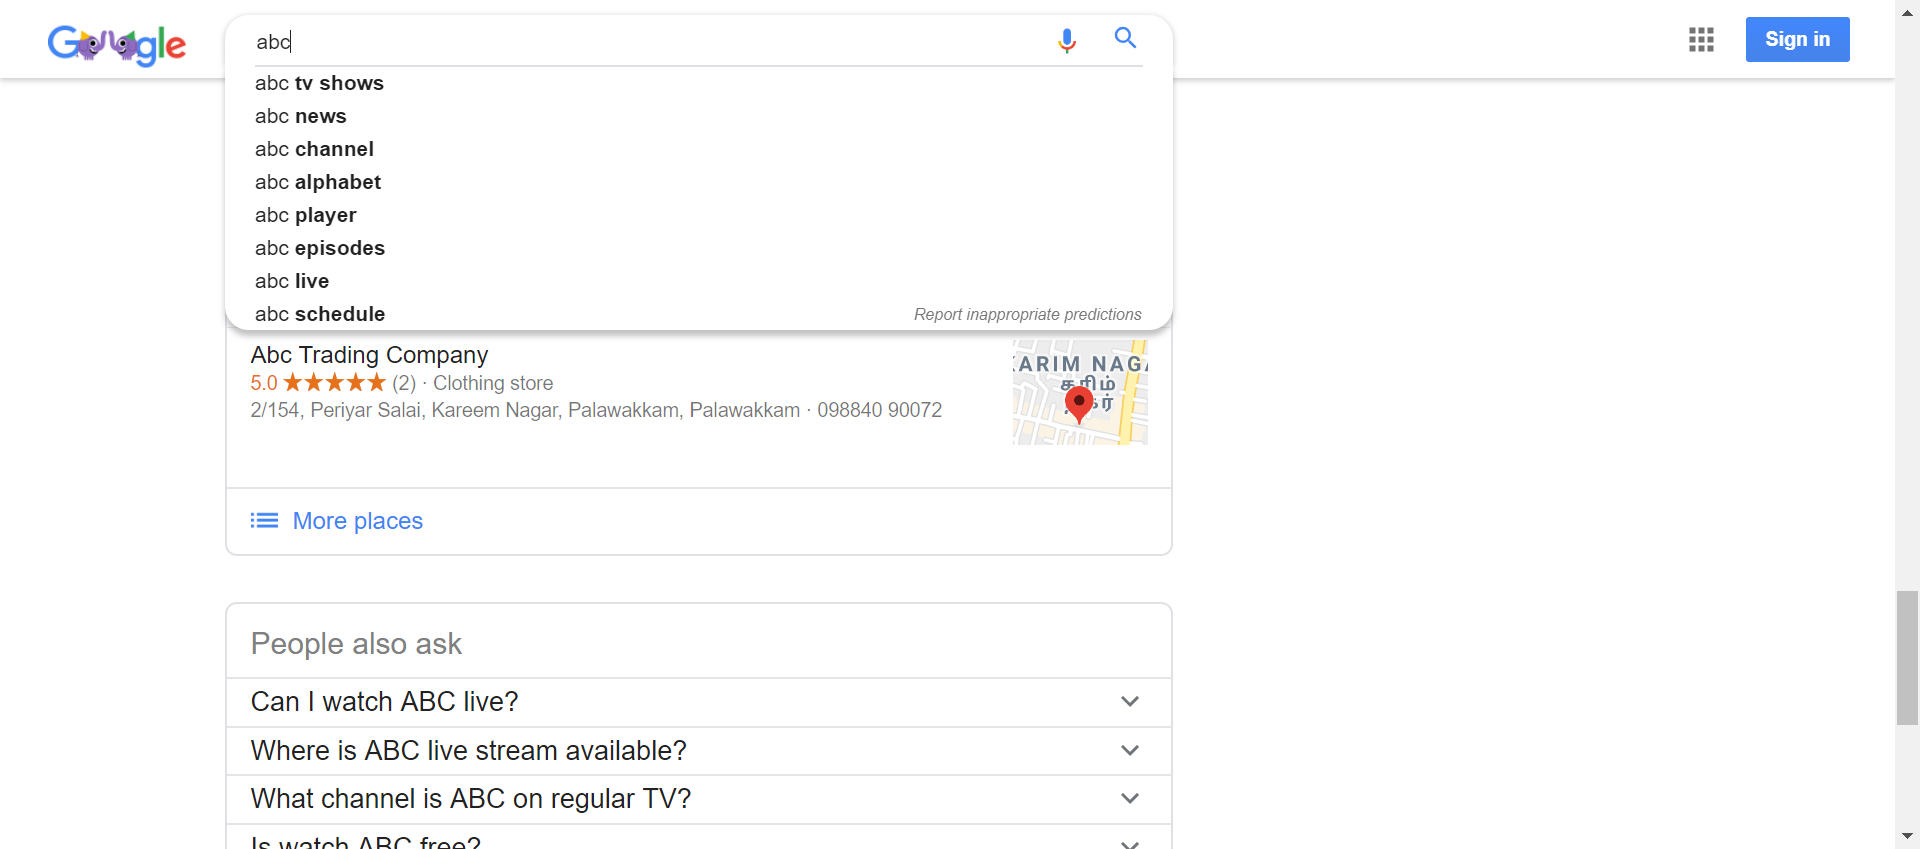 Google
abc
Sign in
abc tv shows
abc news
abc channel
abc alphabet
abc player
abc episodes
abc live
abc schedule
Report inappropriate predictions
Abc Trading Company
5.0 ★★★★★ (2) · Clothing store
2/154, Periyar Salai, Kareem Nagar, Palawakkam, Palawakkam · 098840 90072
KARIM NAGA
கரிம்
More places
People also ask
Can I watch ABC live?
Where is ABC live stream available?
What channel is ABC on regular TV?
Is watch ABC free?